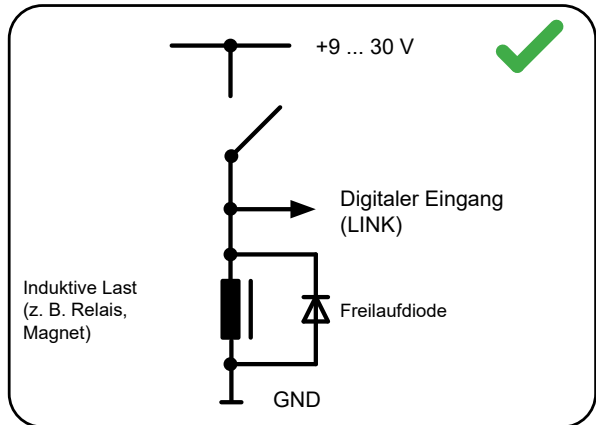 +9 ... 30 V
Digitaler Eingang
(LINK)
Induktive Last
(z. B. Relais,
Magnet)
Freilaufdiode
GND